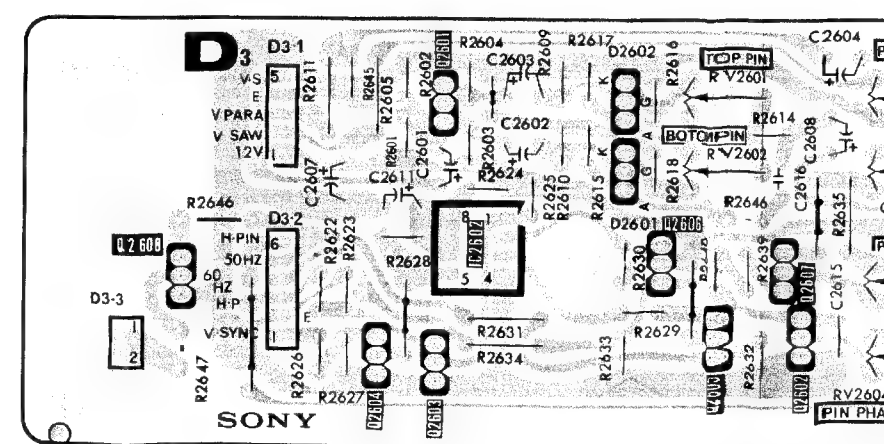 D3
D3-1
5
V·S
E
V PARA
V SAW
12V
1
R2611
R2645
R2605
R2602
Q2601
R2604
C2603
R2609
R2617
D2602
R2616
TOP PIN
RV2601
C2604
K
G
A
R2601
C2601
R2603
C2602
BOTOM PIN
RV2602
R2614
C2608
C2607
C2611
R2624
R2625
R2610
R2615
K
G
A
R2618
C2616
R2646
R2646
R2635
D3-2
6
H·PIN
50HZ
60
HZ
H·P
E
V SYNC
1
R2622
R2623
R2628
8
1
IC2602
5
4
D2601
Q2606
R2630
R2639
Q2607
C2615
Q2608
D3-3
1
2
R2647
R2626
R2627
Q2604
Q2603
R2631
R2634
R2633
R2629
R2632
Q2602
RV2604
PIN PHA
SONY